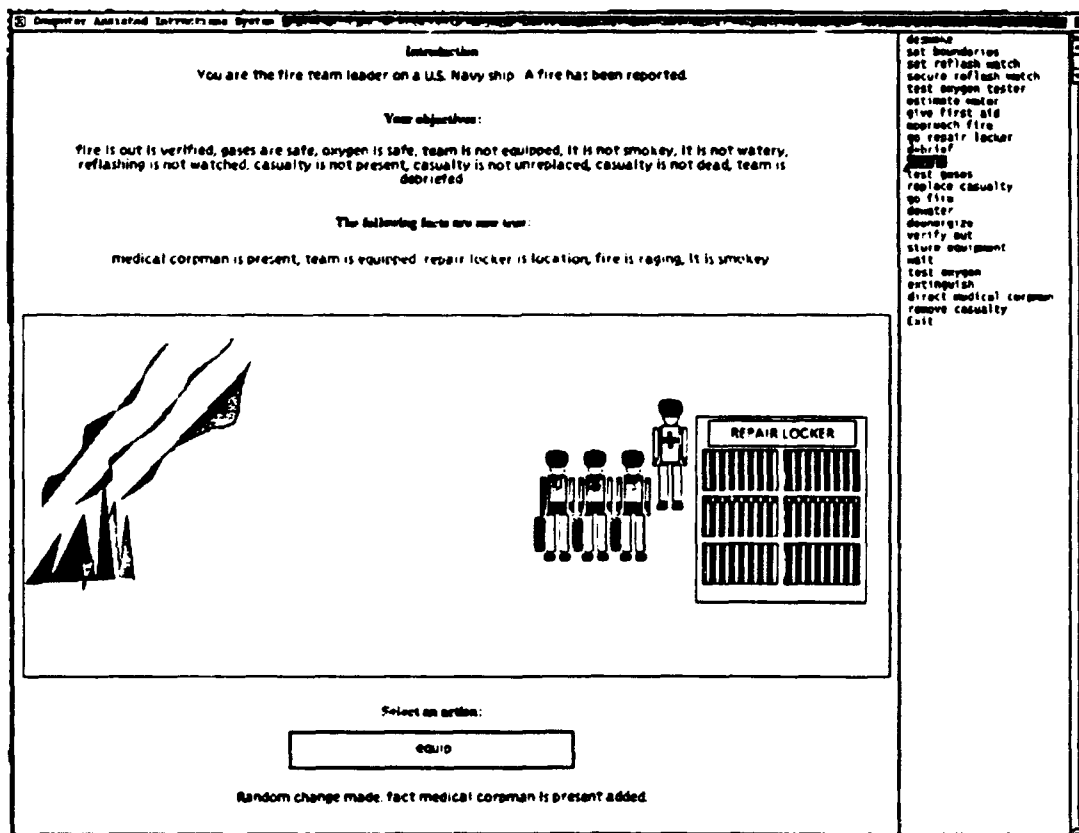 Computer Assisted Instructions System
Introduction
You are the fire team leader on a U.S. Navy ship. A fire has been reported.
Your objectives:
fire is out is verified, gases are safe, oxygen is safe, team is not equipped, it is not smokey, it is not watery,
reflashing is not watched, casualty is not present, casualty is not unreplaced, casualty is not dead, team is
debriefed
The following facts are now true:
medical corpman is present, team is equipped, repair locker is location, fire is raging, it is smokey
REPAIR LOCKER
Select an action:
equip
Random change made: fact medical corpman is present added.
desmoke
set boundaries
set reflash watch
secure reflash watch
test oxygen tester
estimate water
give first aid
approach fire
go repair locker
debrief
test gases
replace casualty
go fire
dewater
deenergize
verify out
store equipment
wait
test oxygen
extinguish
direct medical corpman
remove casualty
Exit